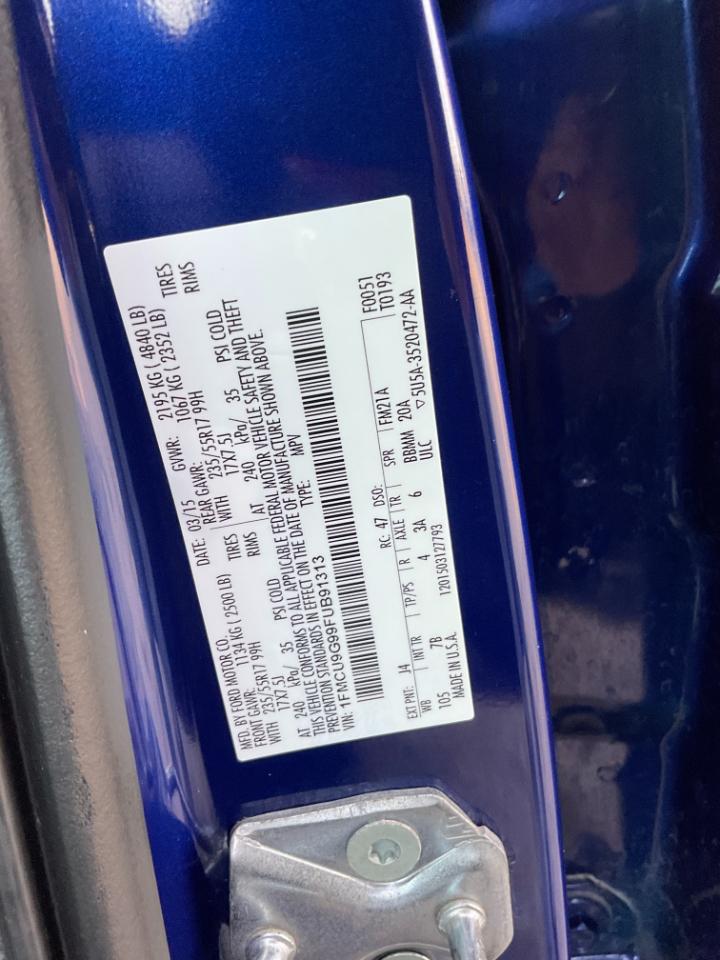 MFD. BY FORD MOTOR CO. DATE: 03/15 GVWR: 2195 KG ( 4840 LB)
FRONT GAWR: 1134 KG ( 2500 LB) REAR GAWR: 1067 KG ( 2352 LB)
WITH 235/55R17 99H TIRES WITH 235/55R17 99H TIRES
17X7.5J RIMS 17X7.5J RIMS
AT 240 kPa/ 35 PSI COLD AT 240 kPa/ 35 PSI COLD
THIS VEHICLE CONFORMS TO ALL APPLICABLE FEDERAL MOTOR VEHICLE SAFETY AND THEFT
PREVENTION STANDARDS IN EFFECT ON THE DATE OF MANUFACTURE SHOWN ABOVE.
VIN: 1FMCU9G99FUB91313 TYPE: MPV
F0051
EXT PNT: J4 RC: 47 DSO: FM21A T0193
WB INT TR TP/PS R AXLE TR SPR
105 7B 4 3A 6 BBMM 20A
MADE IN U.S.A. 1201503127793 ULC ▽5U5A-3520472-AA